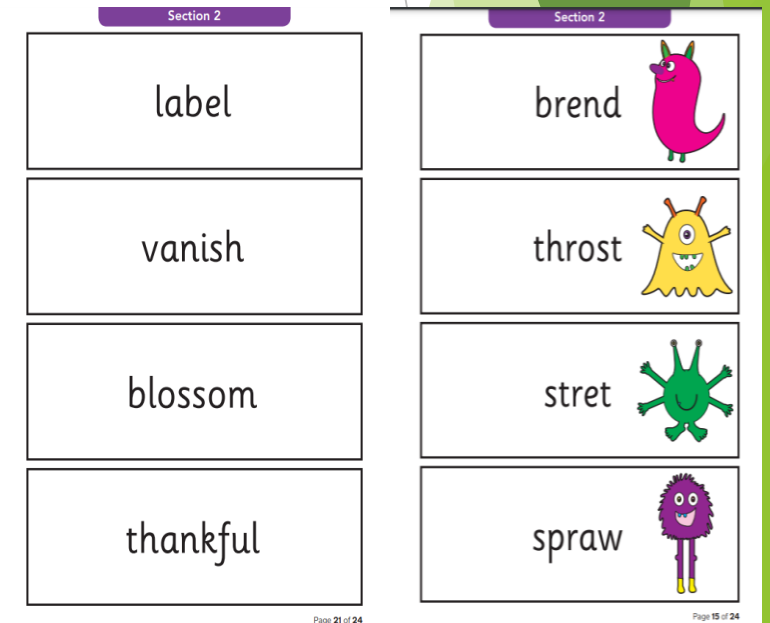 Section 2
label
vanish
blossom
thankful
Page 21 of 24
Section 2
brend
throst
stret
spraw
Page 15 of 24